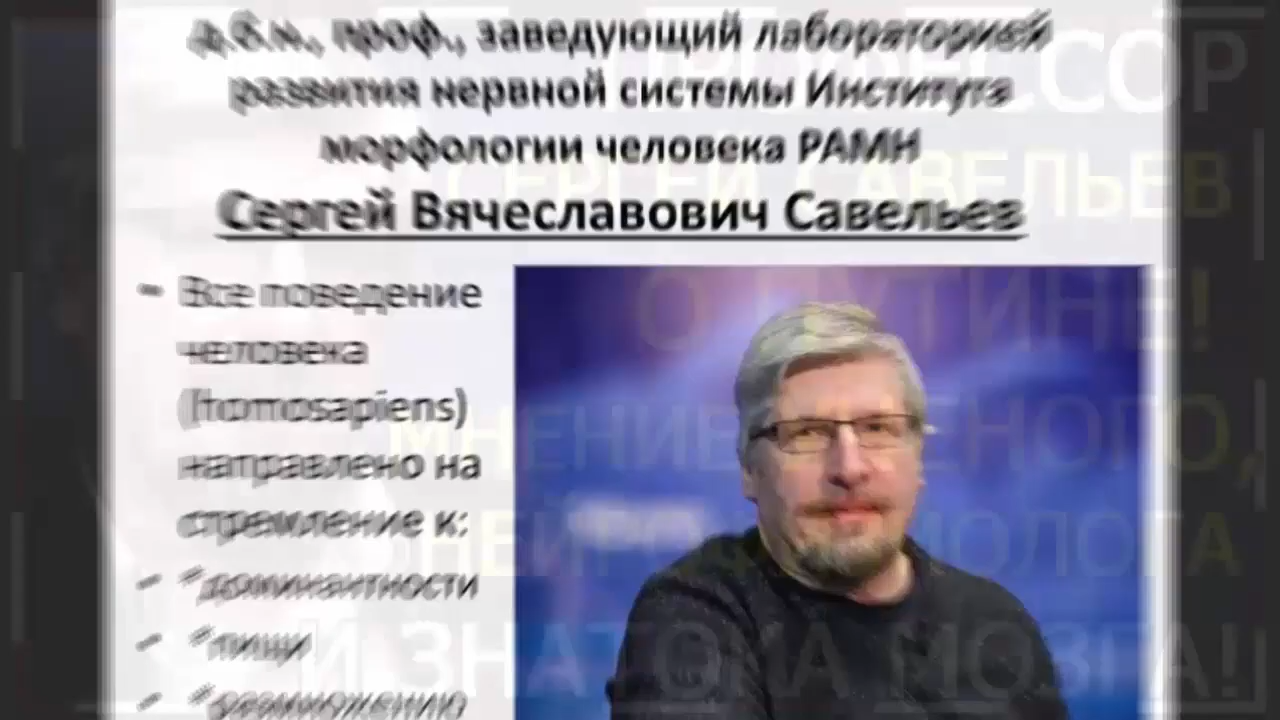 д.б.н., проф., заведующий лабораторией
развития нервной системы Института
морфологии человека РАМН
Сергей Вячеславович Савельев
- Все поведение
человека
(homosapiens)
направлено на
стремление к:
- *доминантности
- *пищи
- *размножению
ПРОФЕССОР
СЕРГЕЙ САВЕЛЬЕВ
О ПУТИНЕ!
МНЕНИЕ УЧЕНОГО,
И ЗНАТОКА МОЗГА!